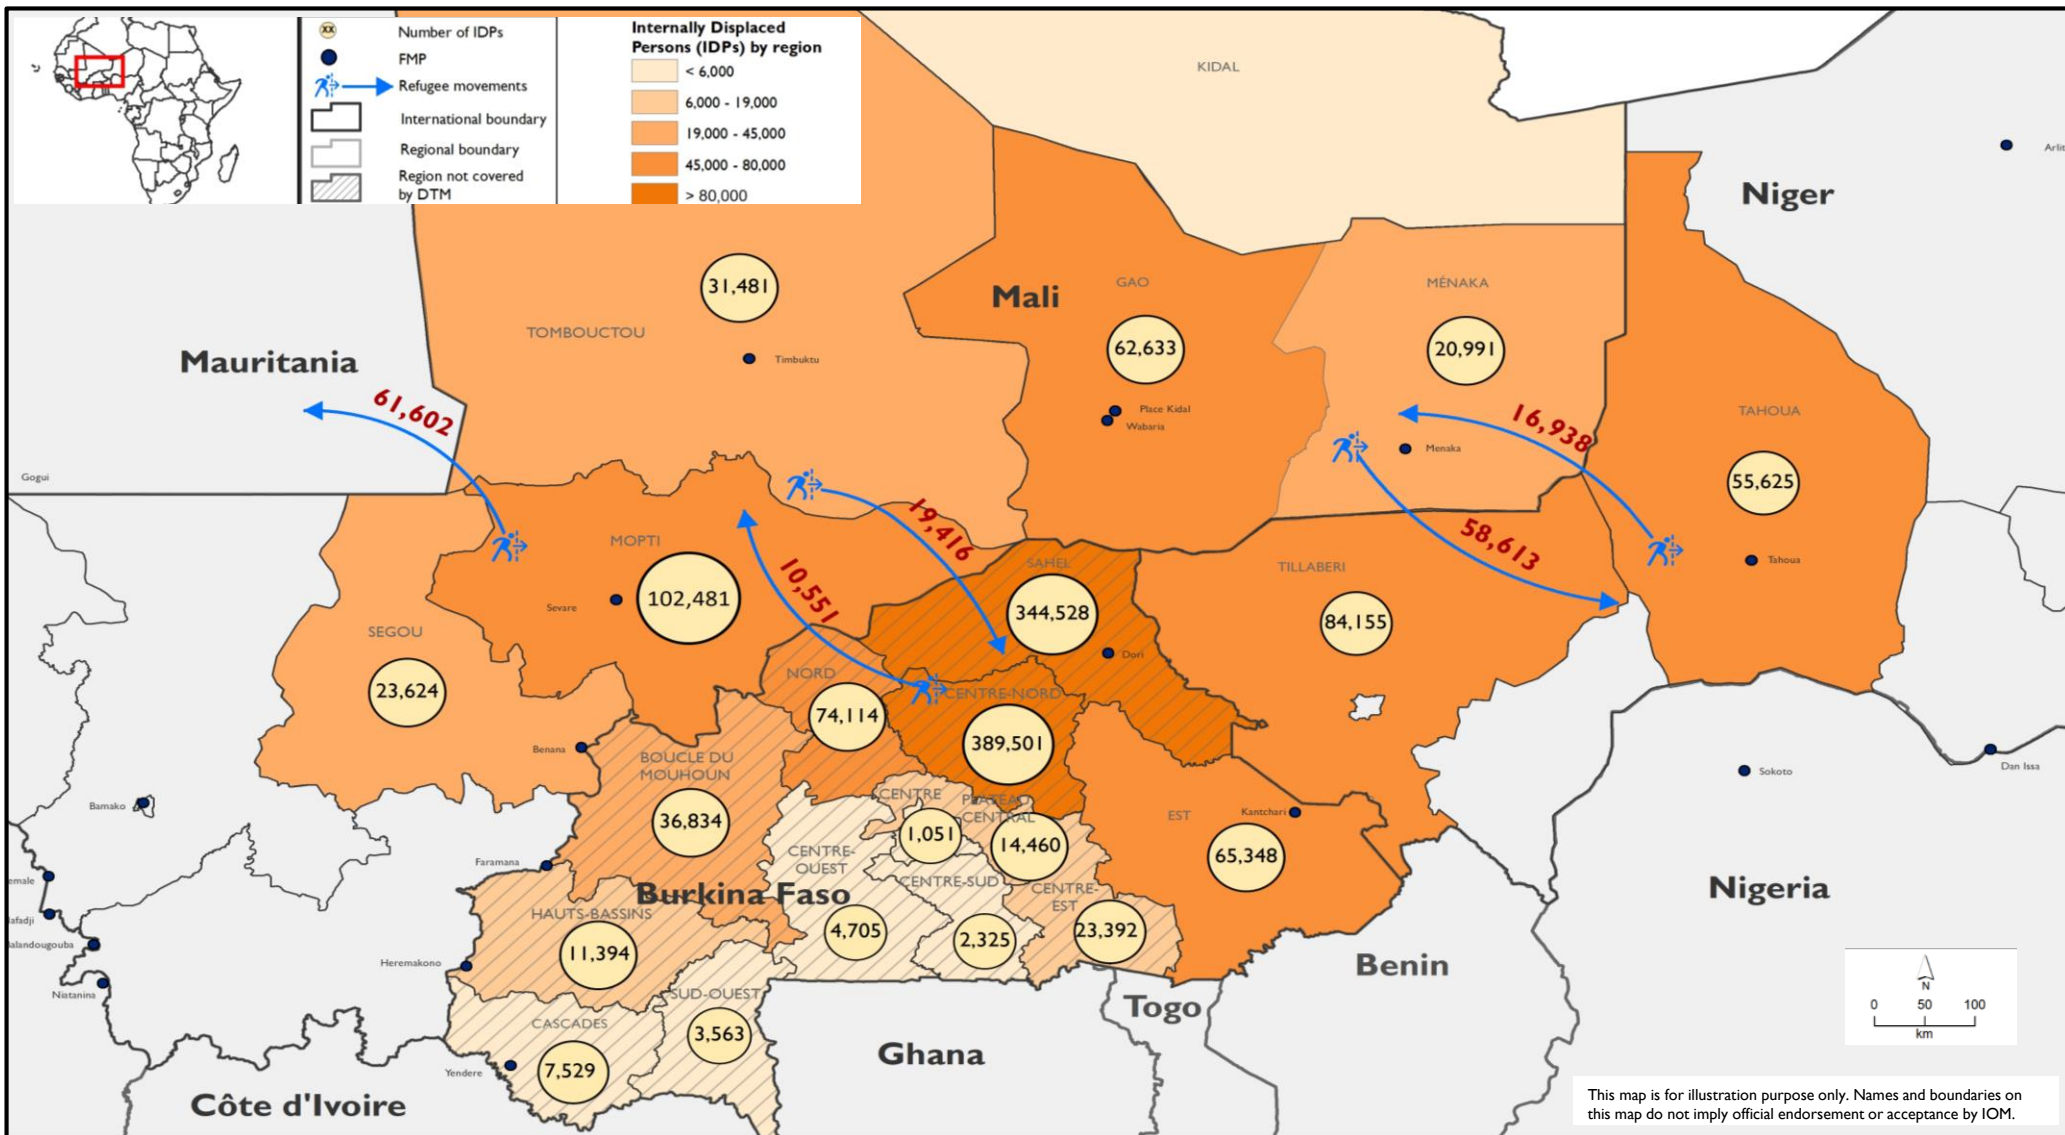 XX
Number of IDPs
FMP
Refugee movements
International boundary
Regional boundary
Region not covered
by DTM
Internally Displaced
Persons (IDPs) by region
< 6,000
6,000 - 19,000
19,000 - 45,000
45,000 - 80,000
> 80,000
KIDAL
Arlit
Niger
31,481
TOMBOUCTOU
Timbuktu
Mali
GAO
62,633
Place Kidal
Wabaria
MÉNAKA
20,991
Menaka
16,938
58,613
TAHOUA
55,625
Tahoua
Mauritania
61,602
Gogui
MOPTI
102,481
Sevare
19,416
10,551
SEGOU
23,624
SAHEL
344,528
Dori
TILLABERI
84,155
NORD
74,114
CENTRE-NORD
389,501
Benana
BOUCLE DU
MOUHOUN
36,834
Bamako
CENTRE
1,051
PLATEAU
CENTRAL
14,460
EST
Kantchari
65,348
Sokoto
Dan Issa
Nigeria
Faramana
CENTRE-
OUEST
4,705
Burkina Faso
CENTRE-SUD
2,325
CENTRE-
EST
23,392
HAUTS-BASSINS
11,394
Heremakono
emale
lafadji
alandougouba
Niatanina
SUD-OUEST
3,563
CASCADES
7,529
Yendere
Côte d'Ivoire
Ghana
Togo
Benin
N
0 50 100
km
This map is for illustration purpose only. Names and boundaries on
this map do not imply official endorsement or acceptance by IOM.